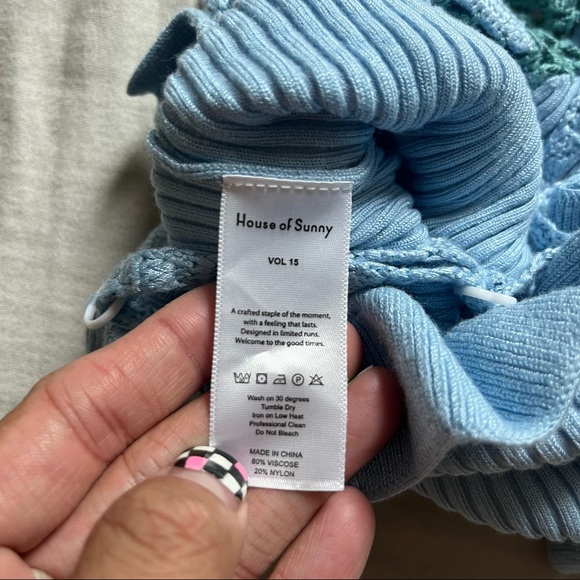 House of Sunny
VOL 15
A crafted staple of the moment,
with a feeling that lasts.
Designed in limited runs.
Welcome to the good times.
Wash on 30 degrees
Tumble Dry
Iron on Low Heat
Professional Clean
Do Not Bleach
MADE IN CHINA
80% VISCOSE
20% NYLON